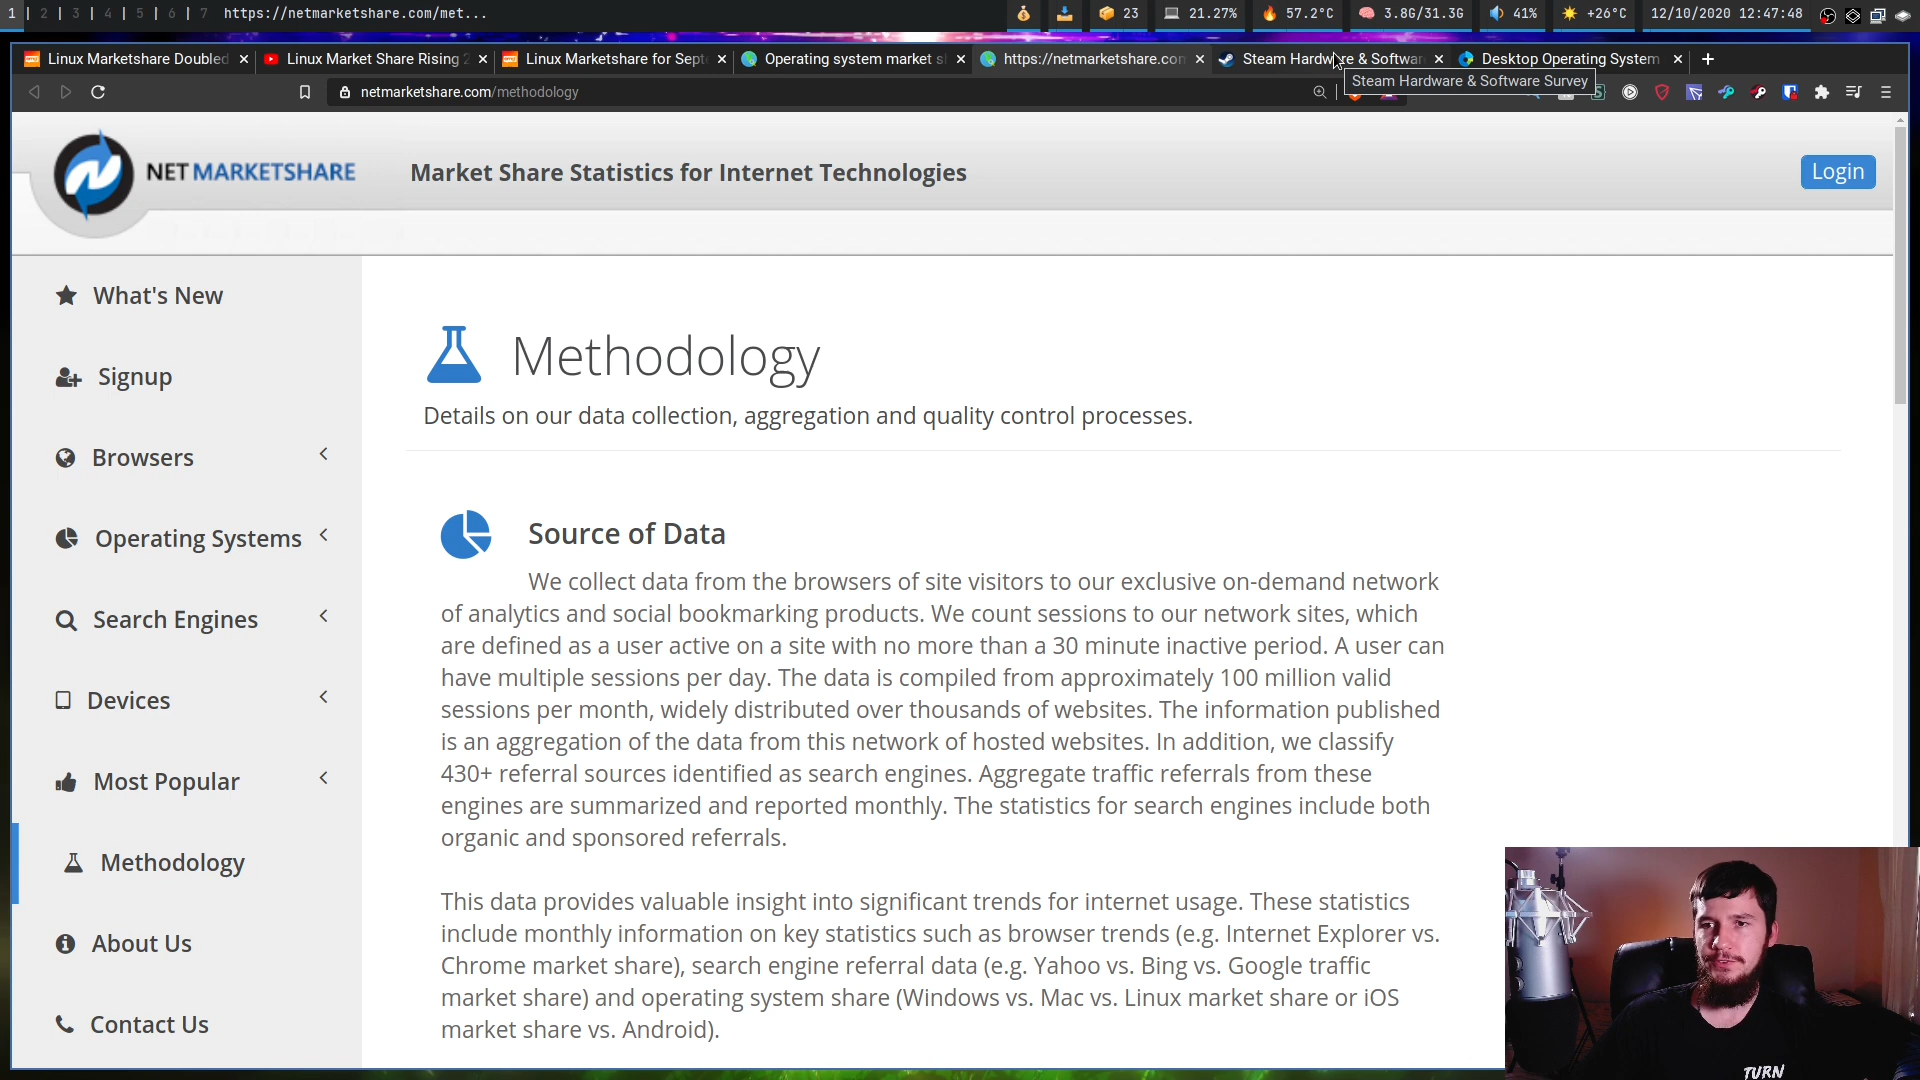 1 | 2 | 3 | 4 | 5 | 6 | 7 https://netmarketshare.com/met... 23 21.27% 57.2°C 3.8G/31.3G 41% +26°C 12/10/2020 12:47:48
Linux Marketshare Doubled Linux Market Share Rising 2 Linux Marketshare for Sept Operating system market s https://netmarketshare.com Steam Hardware & Softwar Desktop Operating System
netmarketshare.com/methodology
Steam Hardware & Software Survey
NETMARKETSHARE
Market Share Statistics for Internet Technologies
Login
What's New
Signup
Browsers
Operating Systems
Search Engines
Devices
Most Popular
Methodology
About Us
Contact Us
Methodology
Details on our data collection, aggregation and quality control processes.
Source of Data
We collect data from the browsers of site visitors to our exclusive on-demand network
of analytics and social bookmarking products. We count sessions to our network sites, which
are defined as a user active on a site with no more than a 30 minute inactive period. A user can
have multiple sessions per day. The data is compiled from approximately 100 million valid
sessions per month, widely distributed over thousands of websites. The information published
is an aggregation of the data from this network of hosted websites. In addition, we classify
430+ referral sources identified as search engines. Aggregate traffic referrals from these
engines are summarized and reported monthly. The statistics for search engines include both
organic and sponsored referrals.
This data provides valuable insight into significant trends for internet usage. These statistics
include monthly information on key statistics such as browser trends (e.g. Internet Explorer vs.
Chrome market share), search engine referral data (e.g. Yahoo vs. Bing vs. Google traffic
market share) and operating system share (Windows vs. Mac vs. Linux market share or iOS
market share vs. Android).
TURN